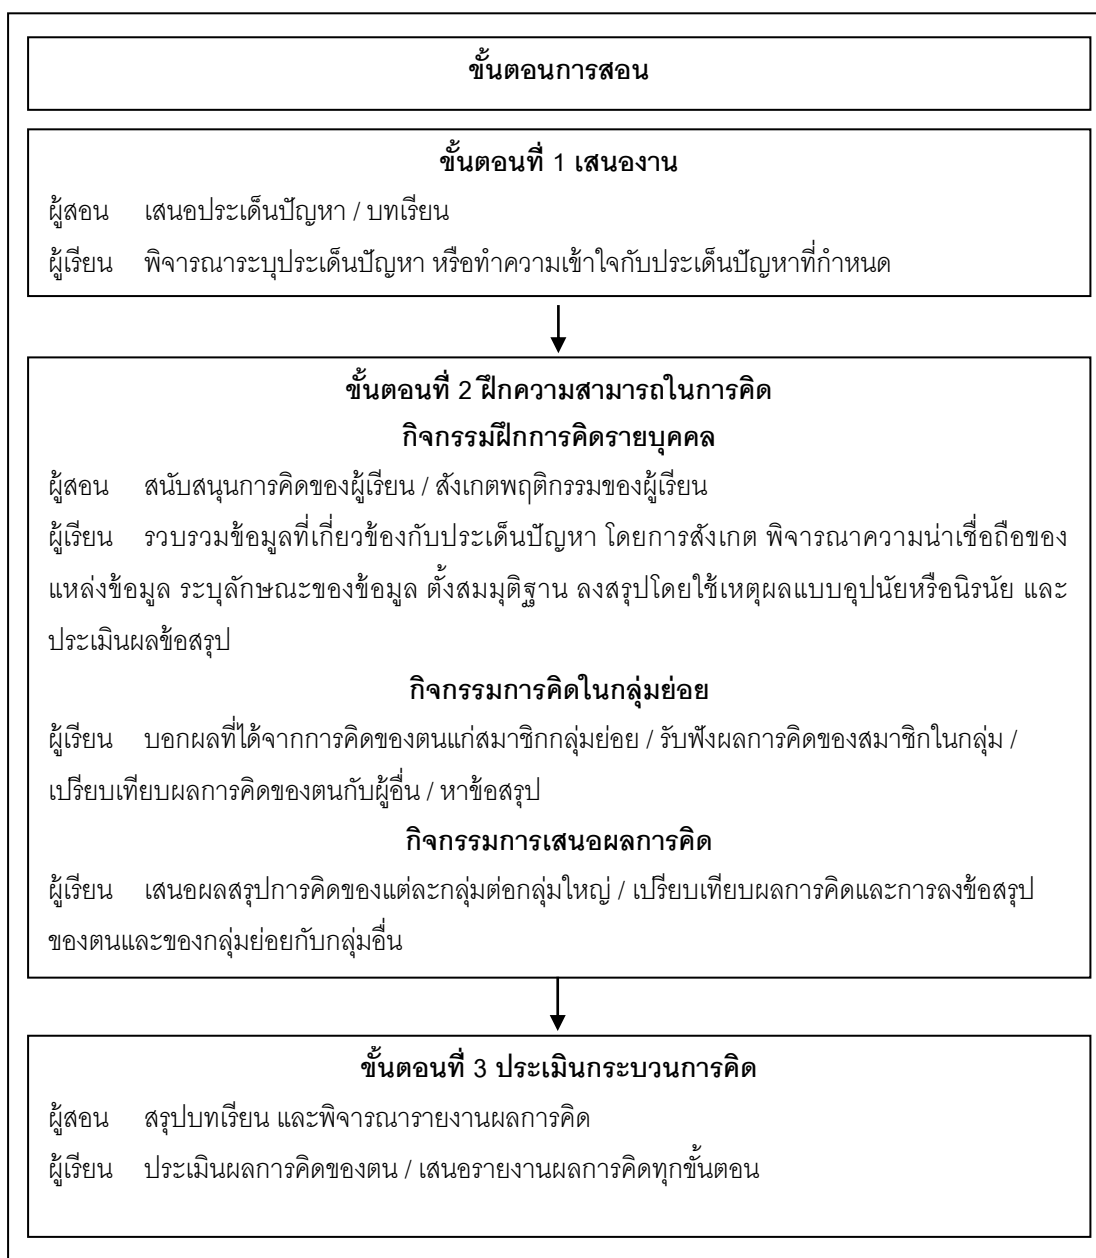 ขั้นตอนการสอน
ขั้นตอนที่ 1 เสนองาน
ผู้สอน เสนอประเด็นปัญหา / บทเรียน
ผู้เรียน พิจารณาระบุประเด็นปัญหา หรือทำความเข้าใจกับประเด็นปัญหาที่กำหนด
ขั้นตอนที่ 2 ฝึกความสามารถในการคิด
กิจกรรมฝึกการคิดรายบุคคล
ผู้สอน สนับสนุนการคิดของผู้เรียน / สังเกตพฤติกรรมของผู้เรียน
ผู้เรียน รวบรวมข้อมูลที่เกี่ยวข้องกับประเด็นปัญหา โดยการสังเกต พิจารณาความน่าเชื่อถือของ
แหล่งข้อมูล ระบุลักษณะของข้อมูล ตั้งสมมุติฐาน ลงสรุปโดยใช้เหตุผลแบบอุปนัยหรือนิรนัย และ
ประเมินผลข้อสรุป
กิจกรรมการคิดในกลุ่มย่อย
ผู้เรียน บอกผลที่ได้จากการคิดของตนแก่สมาชิกกลุ่มย่อย / รับฟังผลการคิดของสมาชิกในกลุ่ม /
เปรียบเทียบผลการคิดของตนกับผู้อื่น / หาข้อสรุป
กิจกรรมการเสนอผลการคิด
ผู้เรียน เสนอผลสรุปการคิดของแต่ละกลุ่มต่อกลุ่มใหญ่ / เปรียบเทียบผลการคิดและการลงข้อสรุป
ของตนและของกลุ่มย่อยกับกลุ่มอื่น
ขั้นตอนที่ 3 ประเมินกระบวนการคิด
ผู้สอน สรุปบทเรียน และพิจารณารายงานผลการคิด
ผู้เรียน ประเมินผลการคิดของตน / เสนอรายงานผลการคิดทุกขั้นตอน